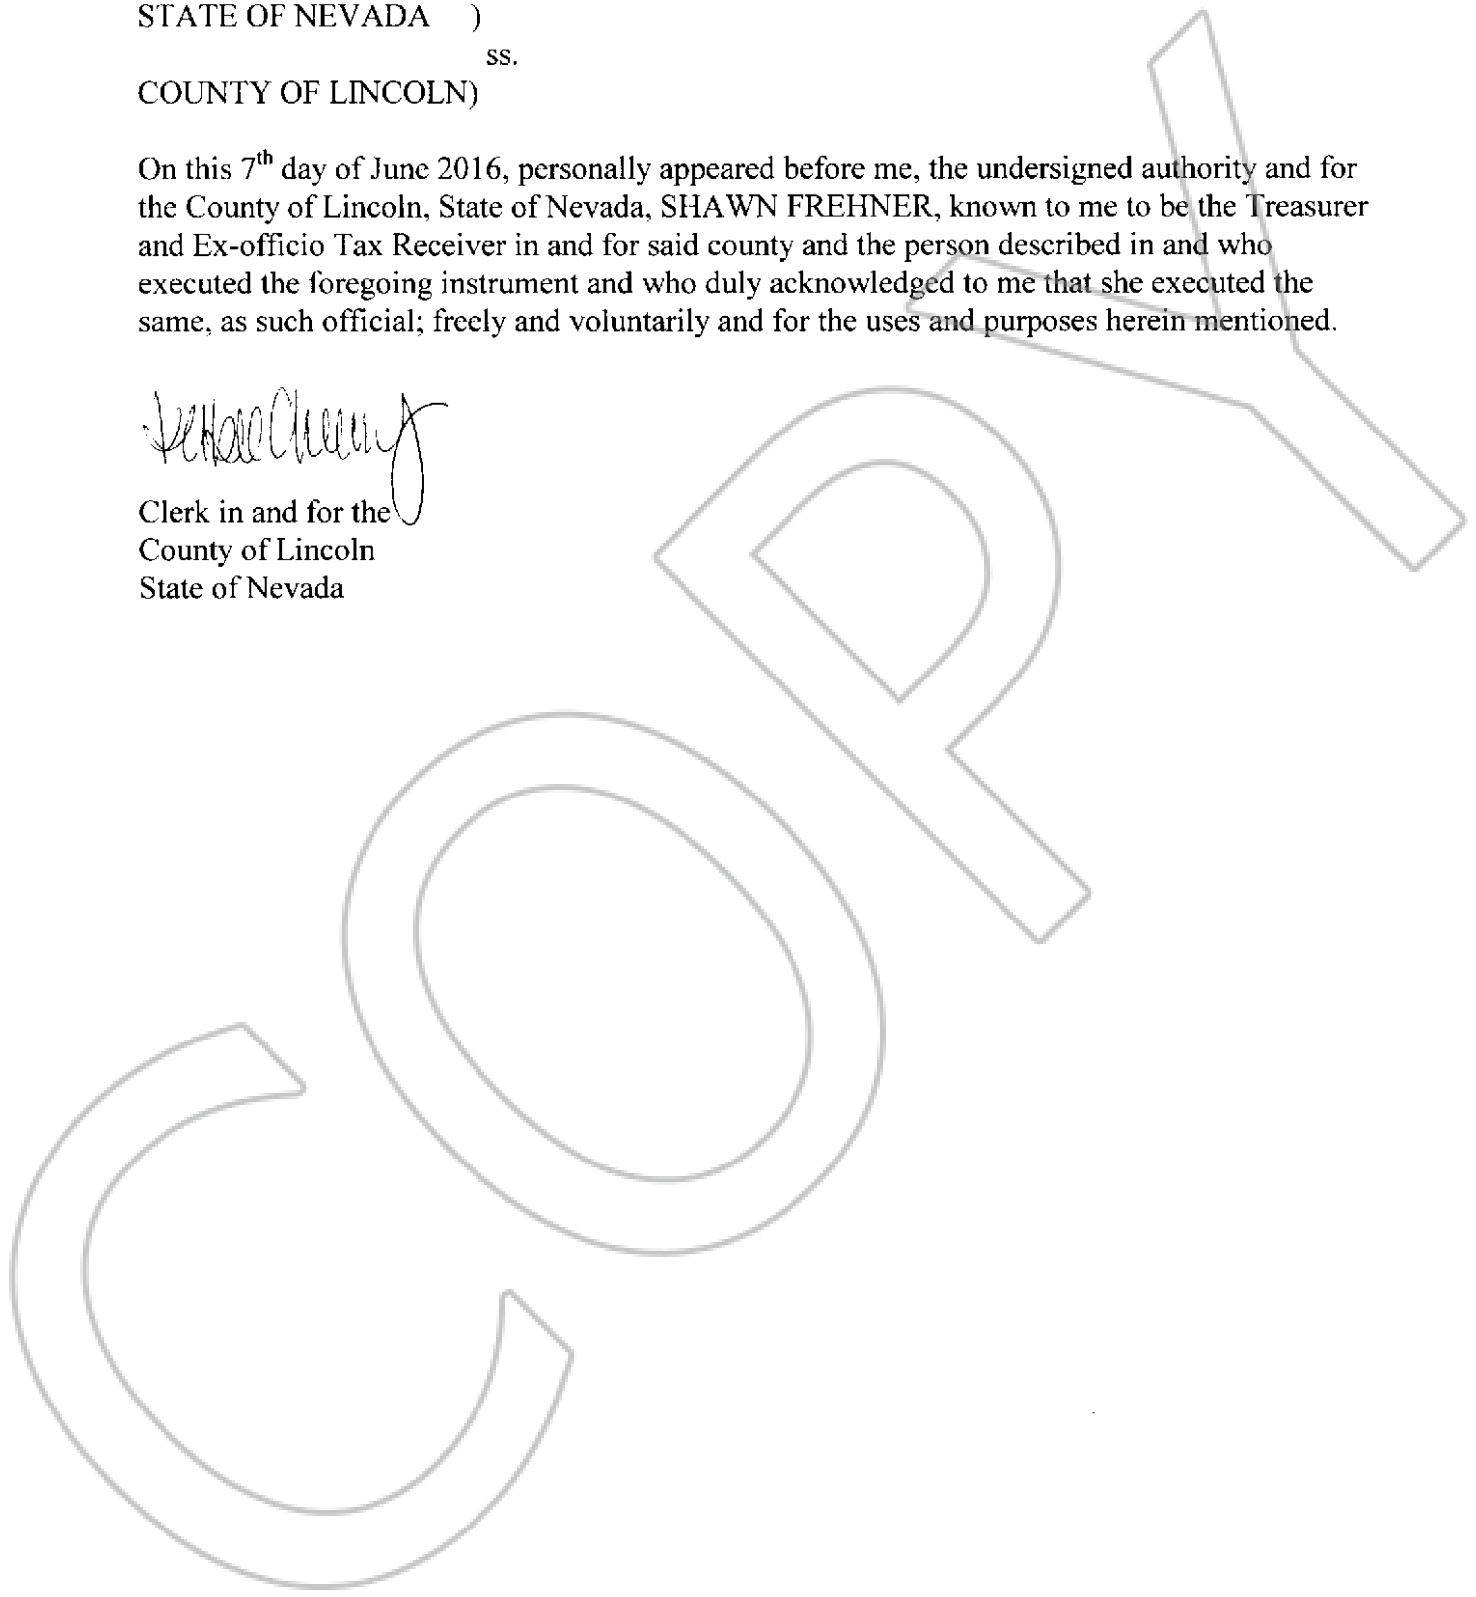 STATE OF NEVADA )
ss.
COUNTY OF LINCOLN)
On this 7th day of June 2016, personally appeared before me, the undersigned authority and for
the County of Lincoln, State of Nevada, SHAWN FREHNER, known to me to be the Treasurer
and Ex-officio Tax Receiver in and for said county and the person described in and who
executed the foregoing instrument and who duly acknowledged to me that she executed the
same, as such official; freely and voluntarily and for the uses and purposes herein mentioned.
Clerk in and for the
County of Lincoln
State of Nevada
COPY